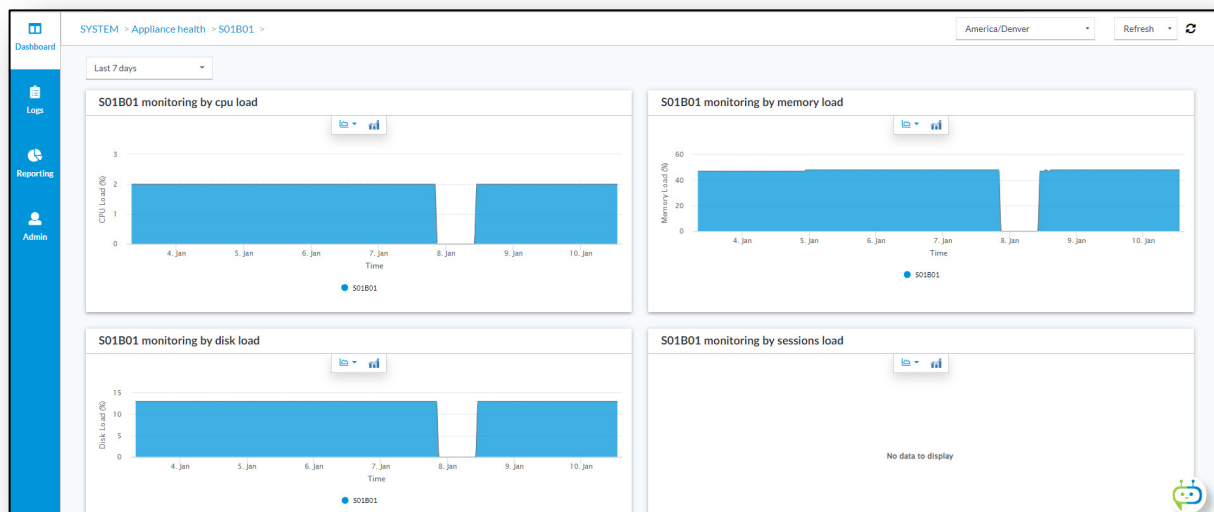 Dashboard
Logs
Reporting
Admin
SYSTEM > Appliance health > S01B01 >
America/Denver
Refresh
Last 7 days
S01B01 monitoring by cpu load
3
2
1
0
CPU Load (%)
4. Jan 5. Jan 6. Jan 7. Jan 8. Jan 9. Jan 10. Jan
Time
S01B01
S01B01 monitoring by memory load
60
40
20
0
Memory Load (%)
4. Jan 5. Jan 6. Jan 7. Jan 8. Jan 9. Jan 10. Jan
Time
S01B01
S01B01 monitoring by disk load
15
10
5
0
Disk Load (%)
4. Jan 5. Jan 6. Jan 7. Jan 8. Jan 9. Jan 10. Jan
Time
S01B01
S01B01 monitoring by sessions load
No data to display